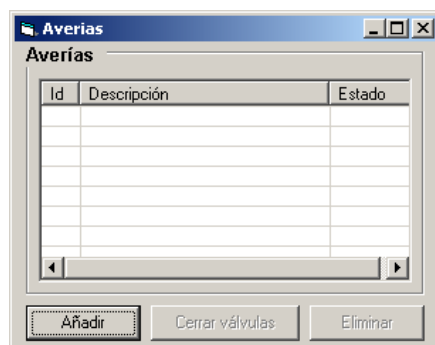 Averias
Averías
Id Descripción Estado
Añadir Cerrar válvulas Eliminar